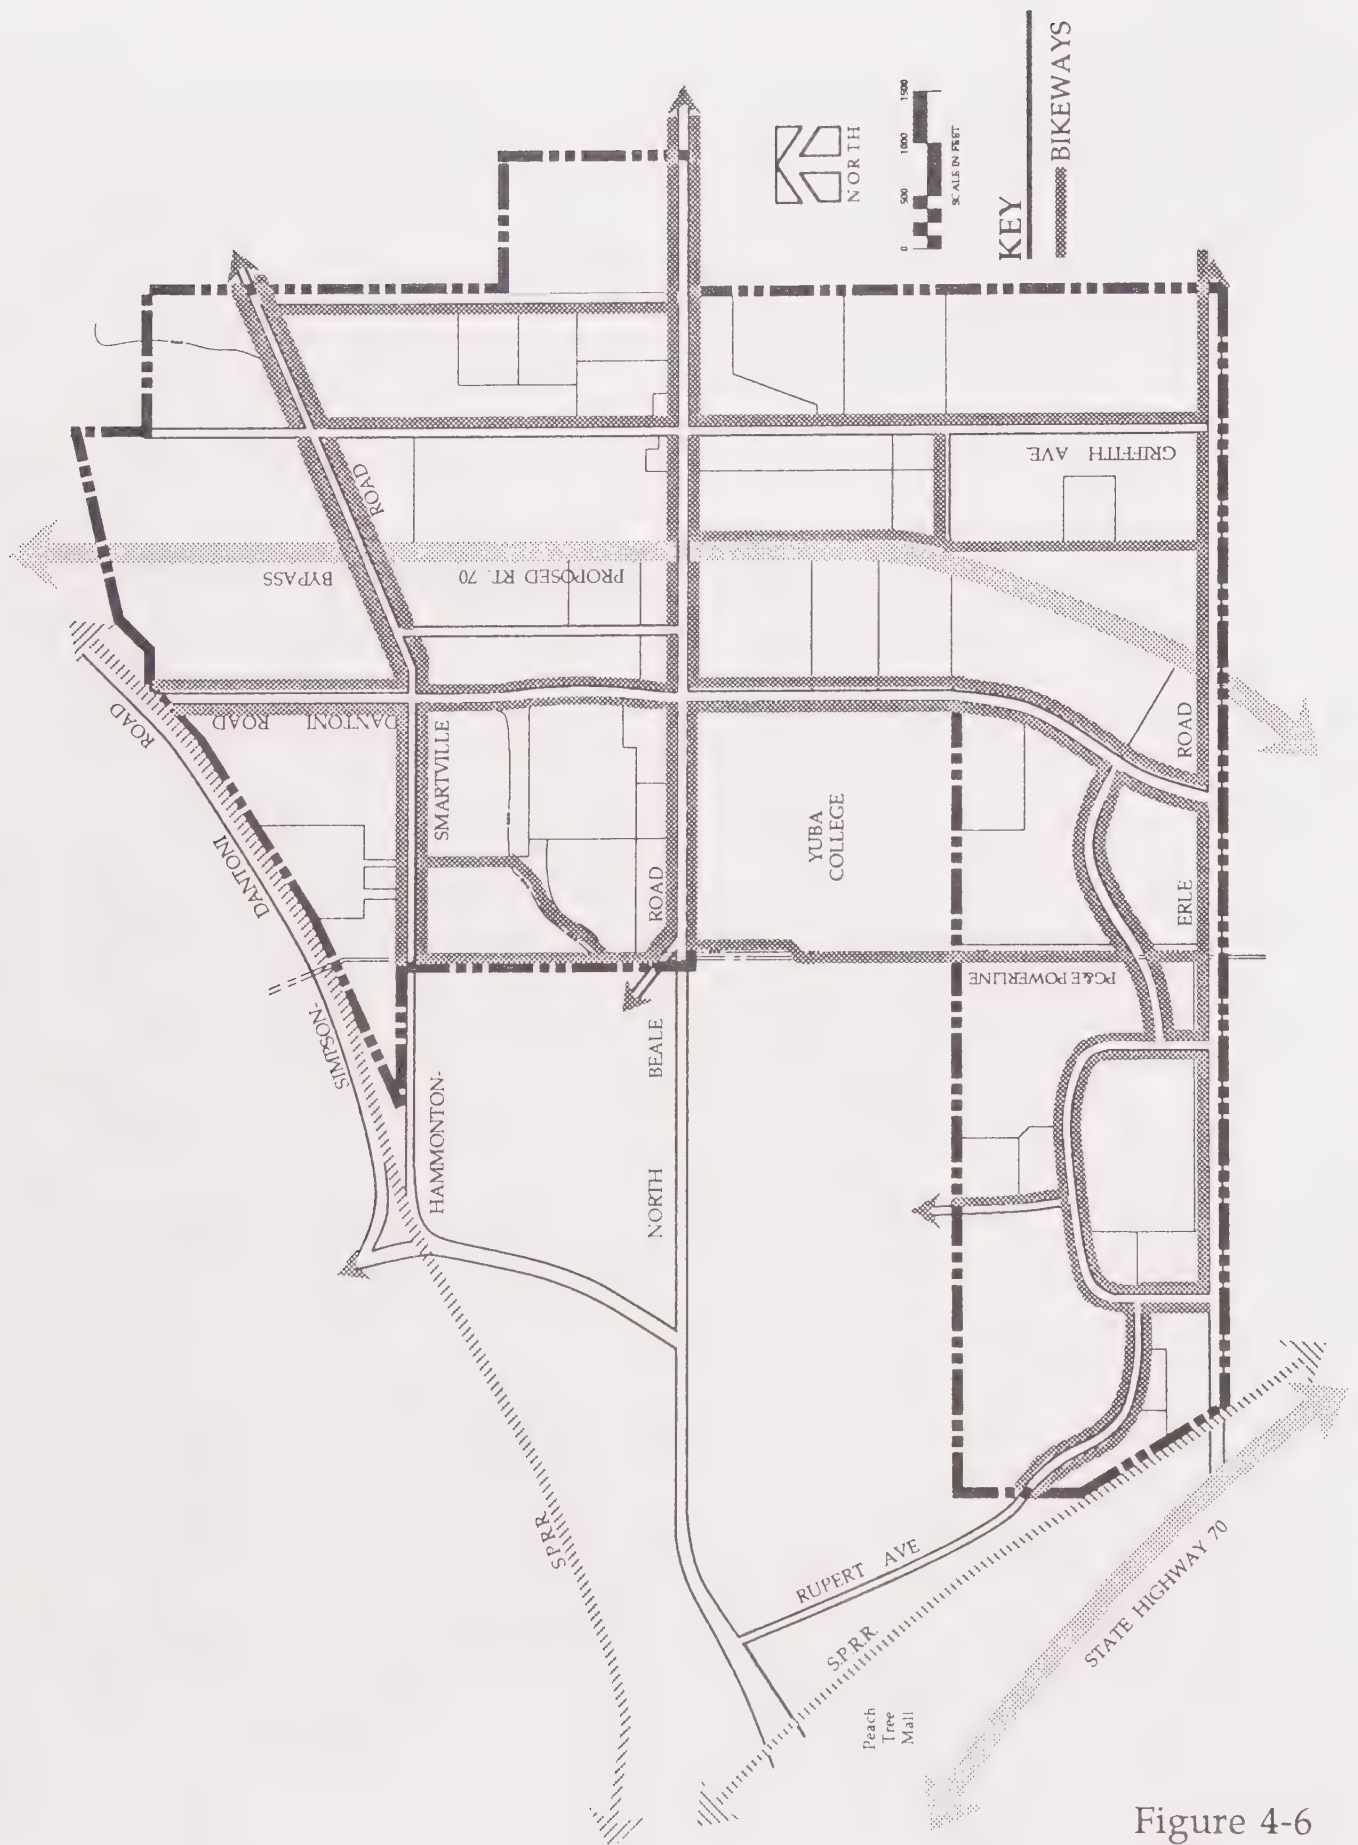 SIMPSON-
DANTONI
ROAD
DANTONI ROAD
BYPASS
PROPOSED RT. 70
ROAD
SMARTVILLE
HAMMONTON-
NORTH
BEALE
ROAD
YUBA
COLLEGE
GRIFFITH AVE.
PG&E POWERLINE
ERLE
ROAD
RUPERT AVE
S.P.R.R.
S.P.R.R.
Peach
Tree
Mall
STATE HIGHWAY 70
NORTH
0 500 1000 1500
SCALE IN FEET
KEY
BIKEWAYS
Figure 4-6